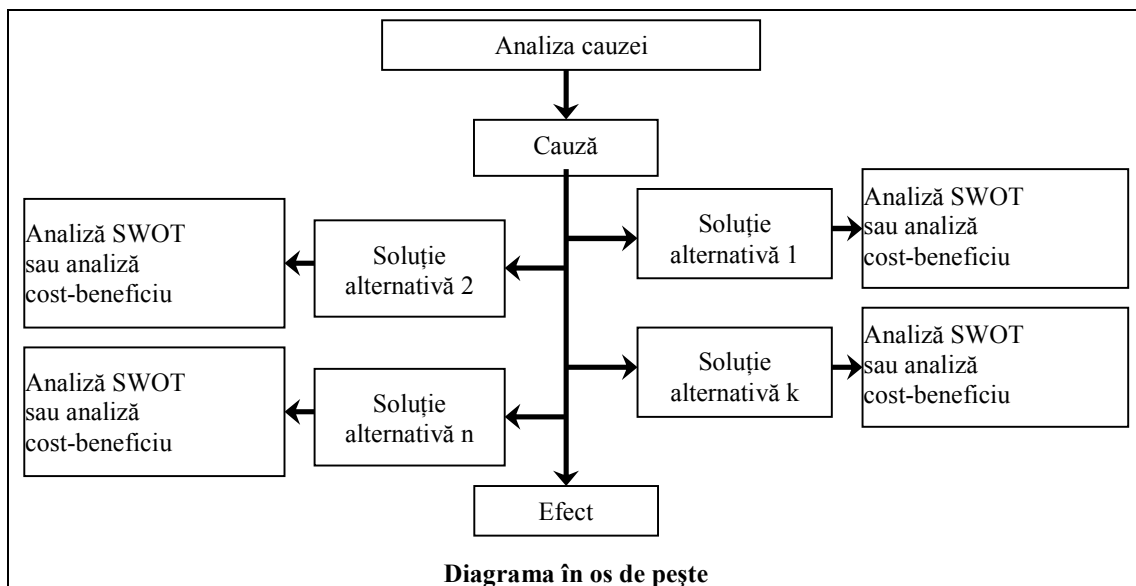 Analiza cauzei
Cauză
Analiză SWOT
sau analiză
cost-beneficiu
Soluție
alternativă 2
Soluție
alternativă 1
Analiză SWOT
sau analiză
cost-beneficiu
Analiză SWOT
sau analiză
cost-beneficiu
Soluție
alternativă n
Soluție
alternativă k
Analiză SWOT
sau analiză
cost-beneficiu
Efect
Diagrama în os de pește